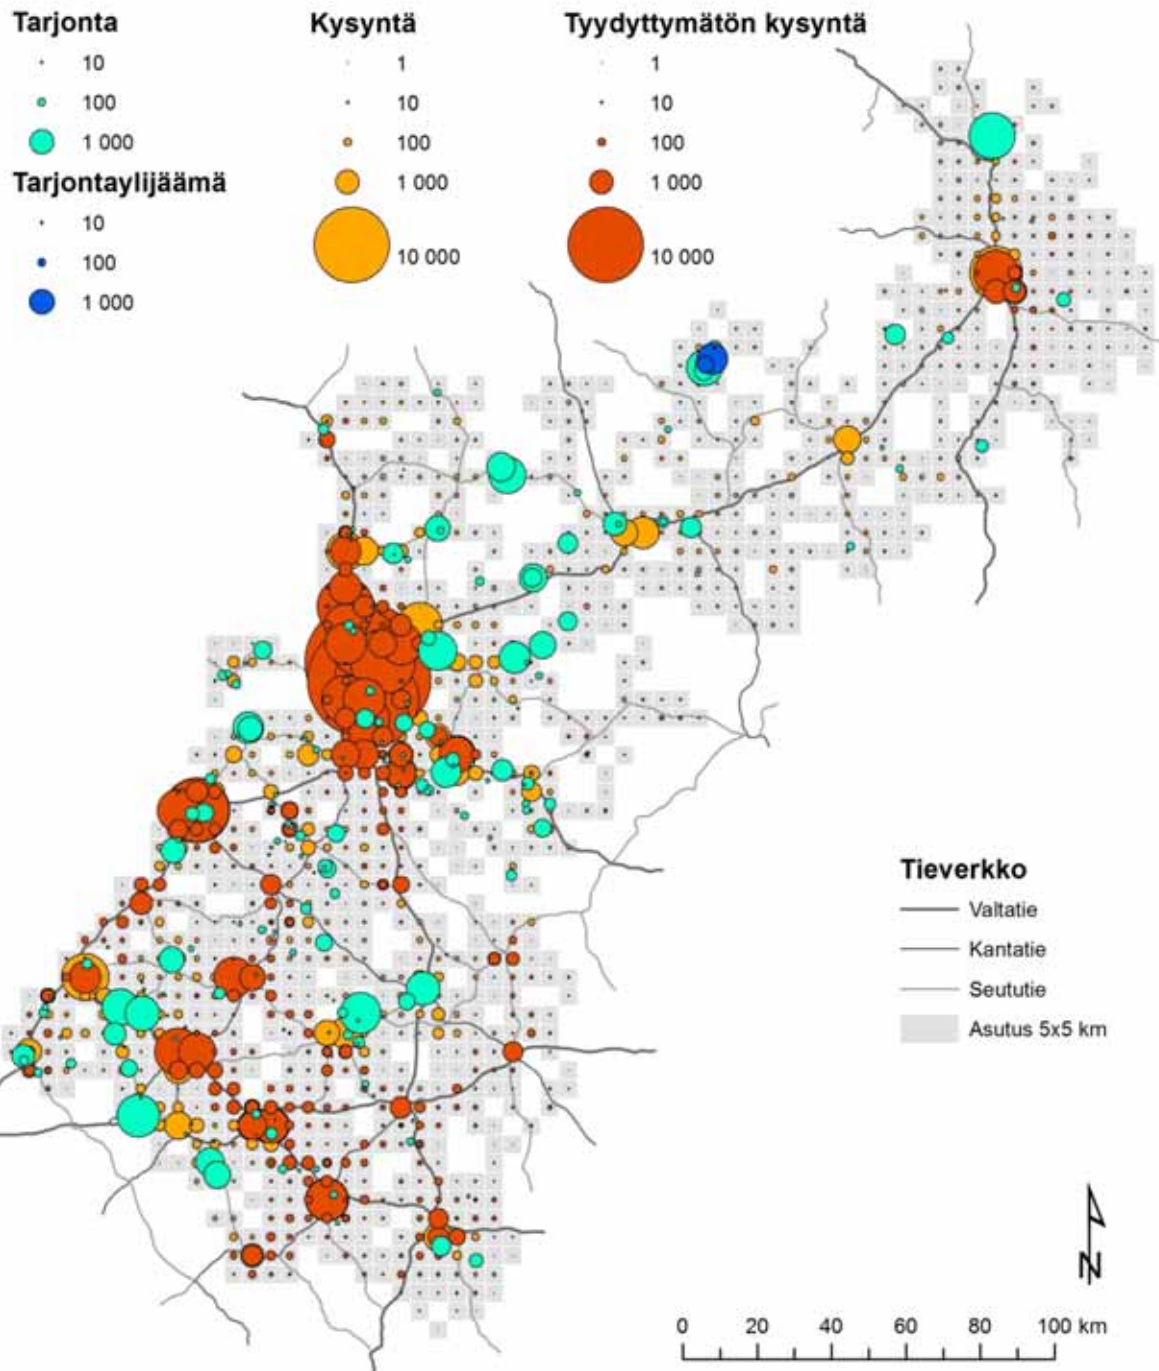 Tarjonta
10
100
1 000
Tarjontaylijäämä
10
100
1 000
Kysyntä
1
10
100
1 000
10 000
Tyydyttymätön kysyntä
1
10
100
1 000
10 000
Tieverkko
Valtatie
Kantatie
Seututie
Asutus 5x5 km
N
0 20 40 60 80 100 km